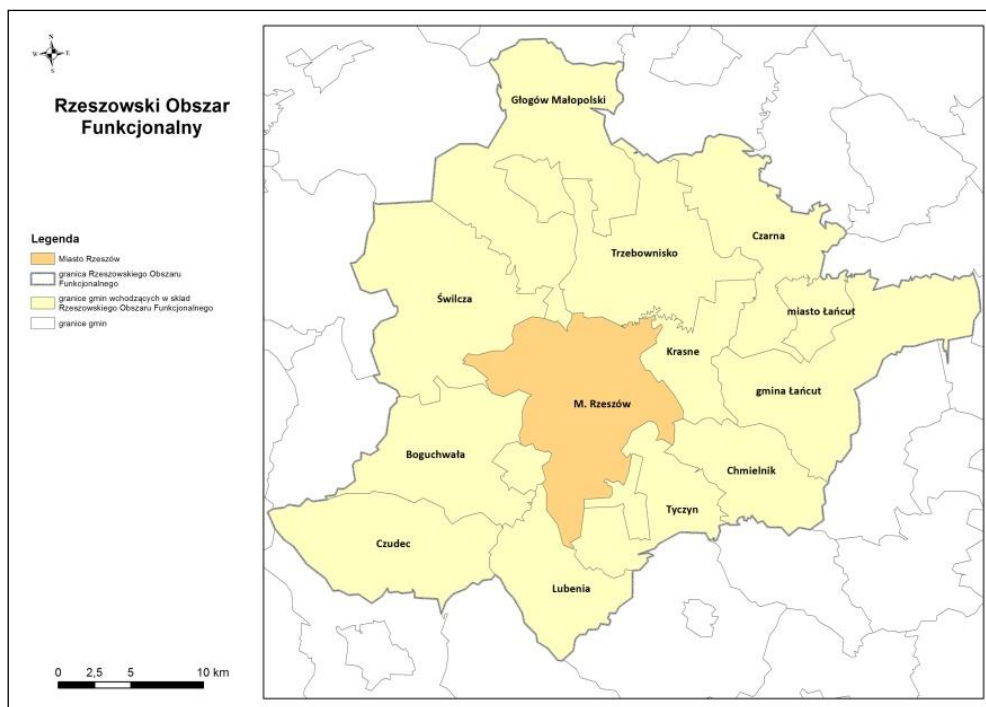 N
W E
S
Rzeszowski Obszar
Funkcjonalny
Legenda
Miasto Rzeszów
granica Rzeszowskiego Obszaru
Funkcjonalnego
granice gmin wchodzących w skład
Rzeszowskiego Obszaru Funkcjonalnego
granice gmin
0 2,5 5 10 km
Głogów Małopolski
Czarna
Trzebownisko
Świlcza
miasto Łańcut
Krasne
gmina Łańcut
M. Rzeszów
Boguchwała
Chmielnik
Tyczyn
Czudec
Lubenia